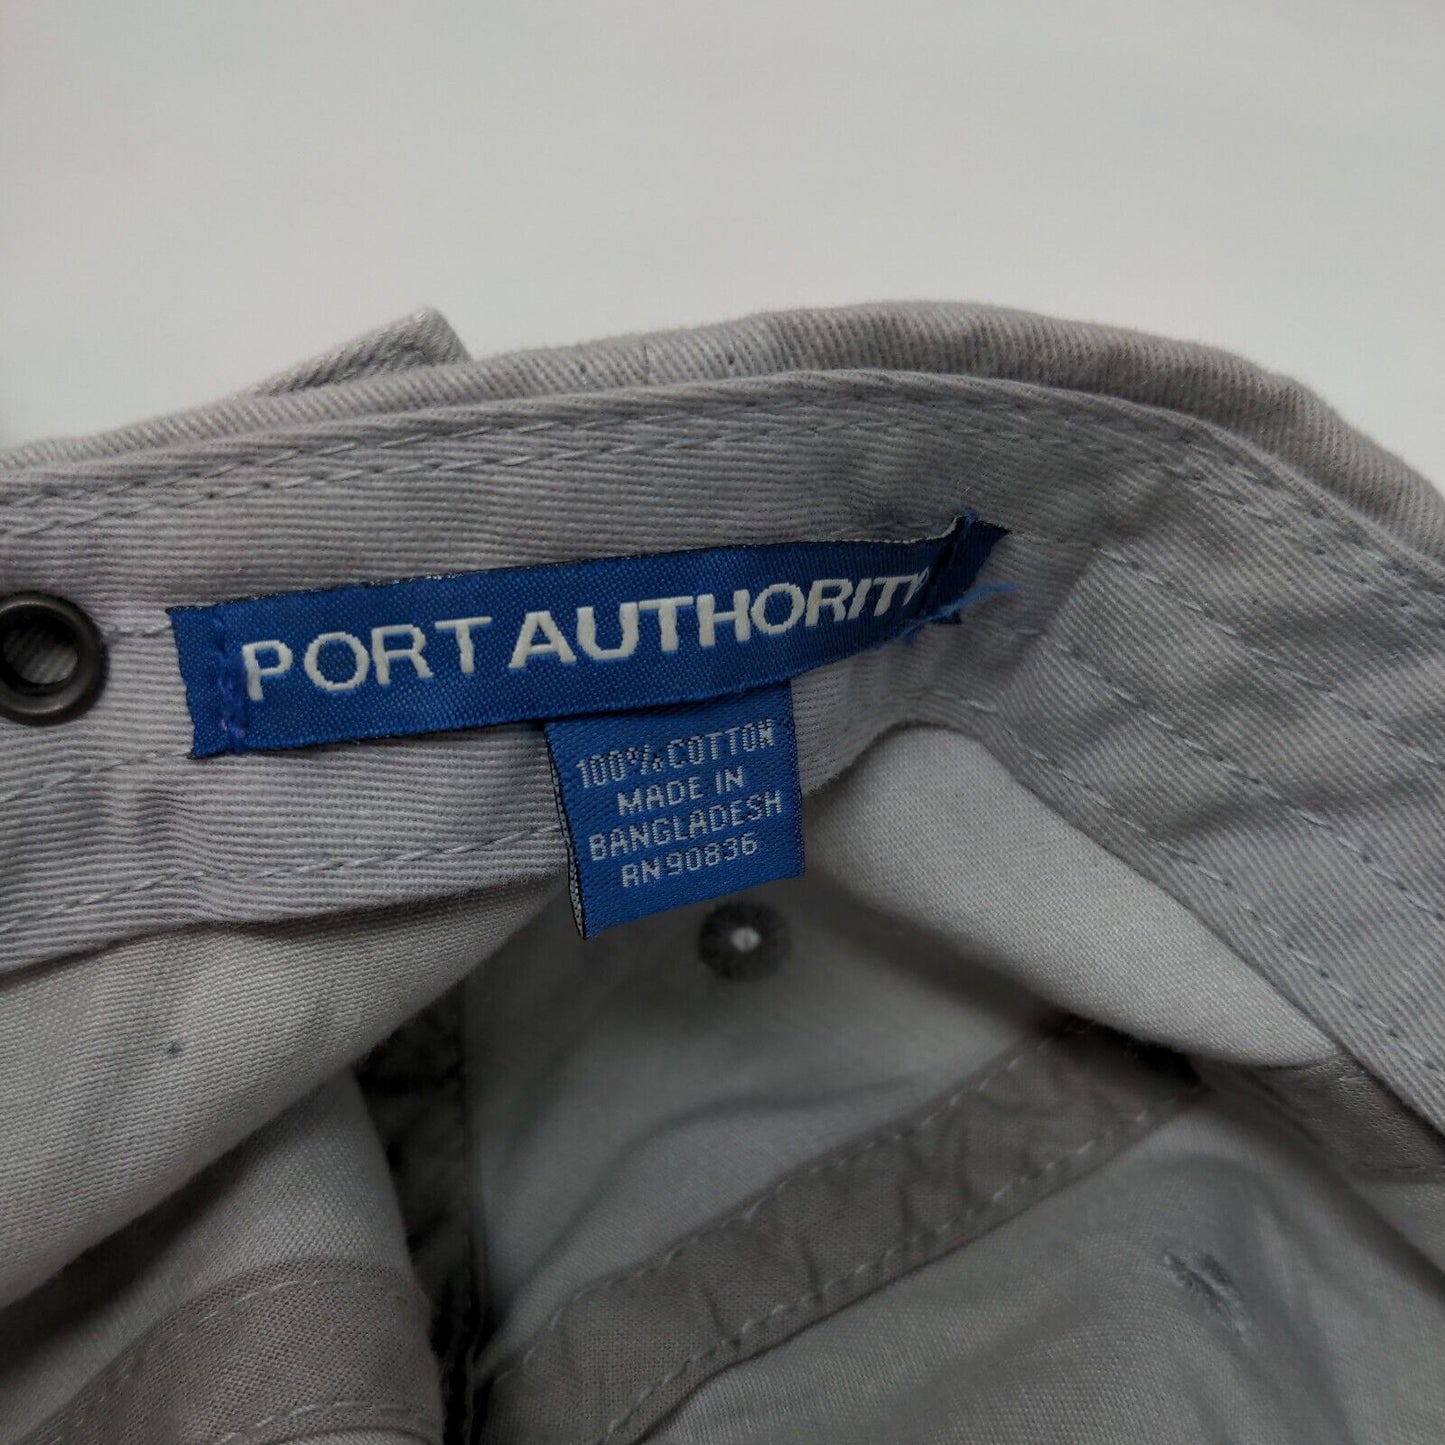 PORT AUTHORITY
100% COTTON
MADE IN
BANGLADESH
RN 90836